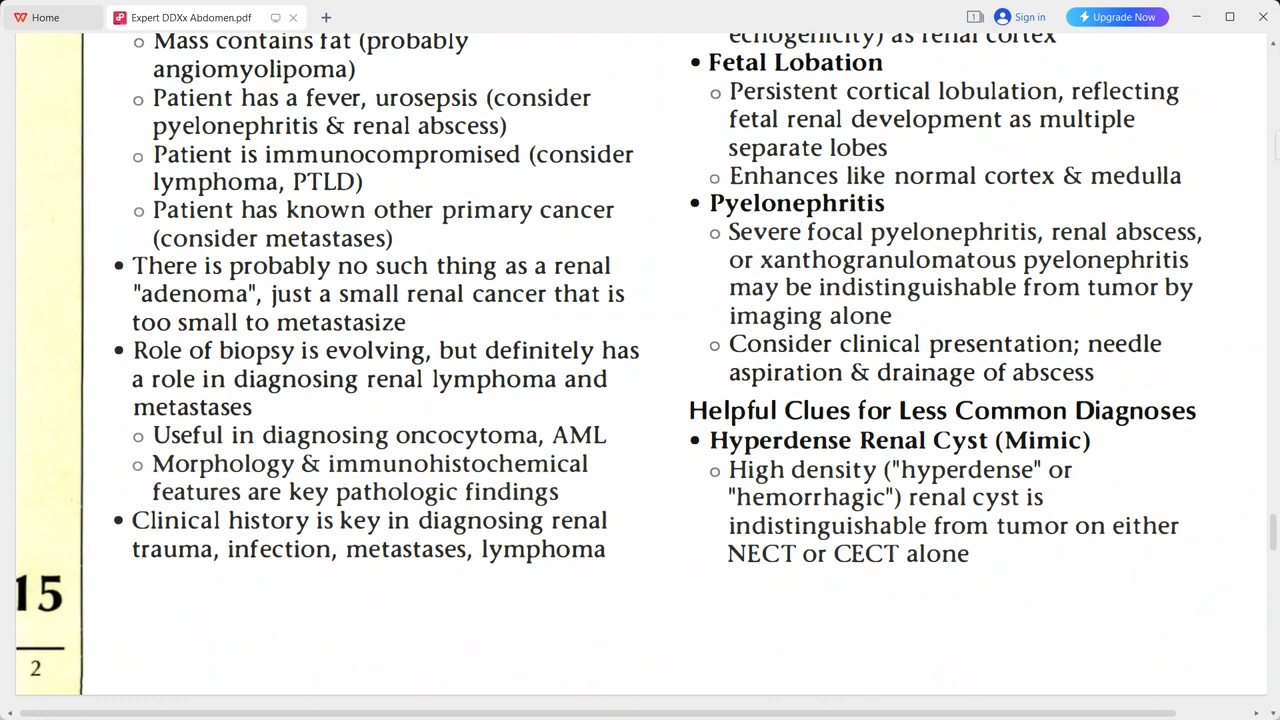 Home
Expert DDXx Abdomen.pdf
1
Sign in
Upgrade Now
○ Mass contains fat (probably
angiomyolipoma)
○ Patient has a fever, urosepsis (consider
pyelonephritis & renal abscess)
○ Patient is immunocompromised (consider
lymphoma, PTLD)
○ Patient has known other primary cancer
(consider metastases)
• There is probably no such thing as a renal
"adenoma", just a small renal cancer that is
too small to metastasize
• Role of biopsy is evolving, but definitely has
a role in diagnosing renal lymphoma and
metastases
○ Useful in diagnosing oncocytoma, AML
○ Morphology & immunohistochemical
features are key pathologic findings
• Clinical history is key in diagnosing renal
trauma, infection, metastases, lymphoma
15
2
echogenicity) as renal cortex
• Fetal Lobation
○ Persistent cortical lobulation, reflecting
fetal renal development as multiple
separate lobes
○ Enhances like normal cortex & medulla
• Pyelonephritis
○ Severe focal pyelonephritis, renal abscess,
or xanthogranulomatous pyelonephritis
may be indistinguishable from tumor by
imaging alone
○ Consider clinical presentation; needle
aspiration & drainage of abscess
Helpful Clues for Less Common Diagnoses
• Hyperdense Renal Cyst (Mimic)
○ High density ("hyperdense" or
"hemorrhagic") renal cyst is
indistinguishable from tumor on either
NECT or CECT alone